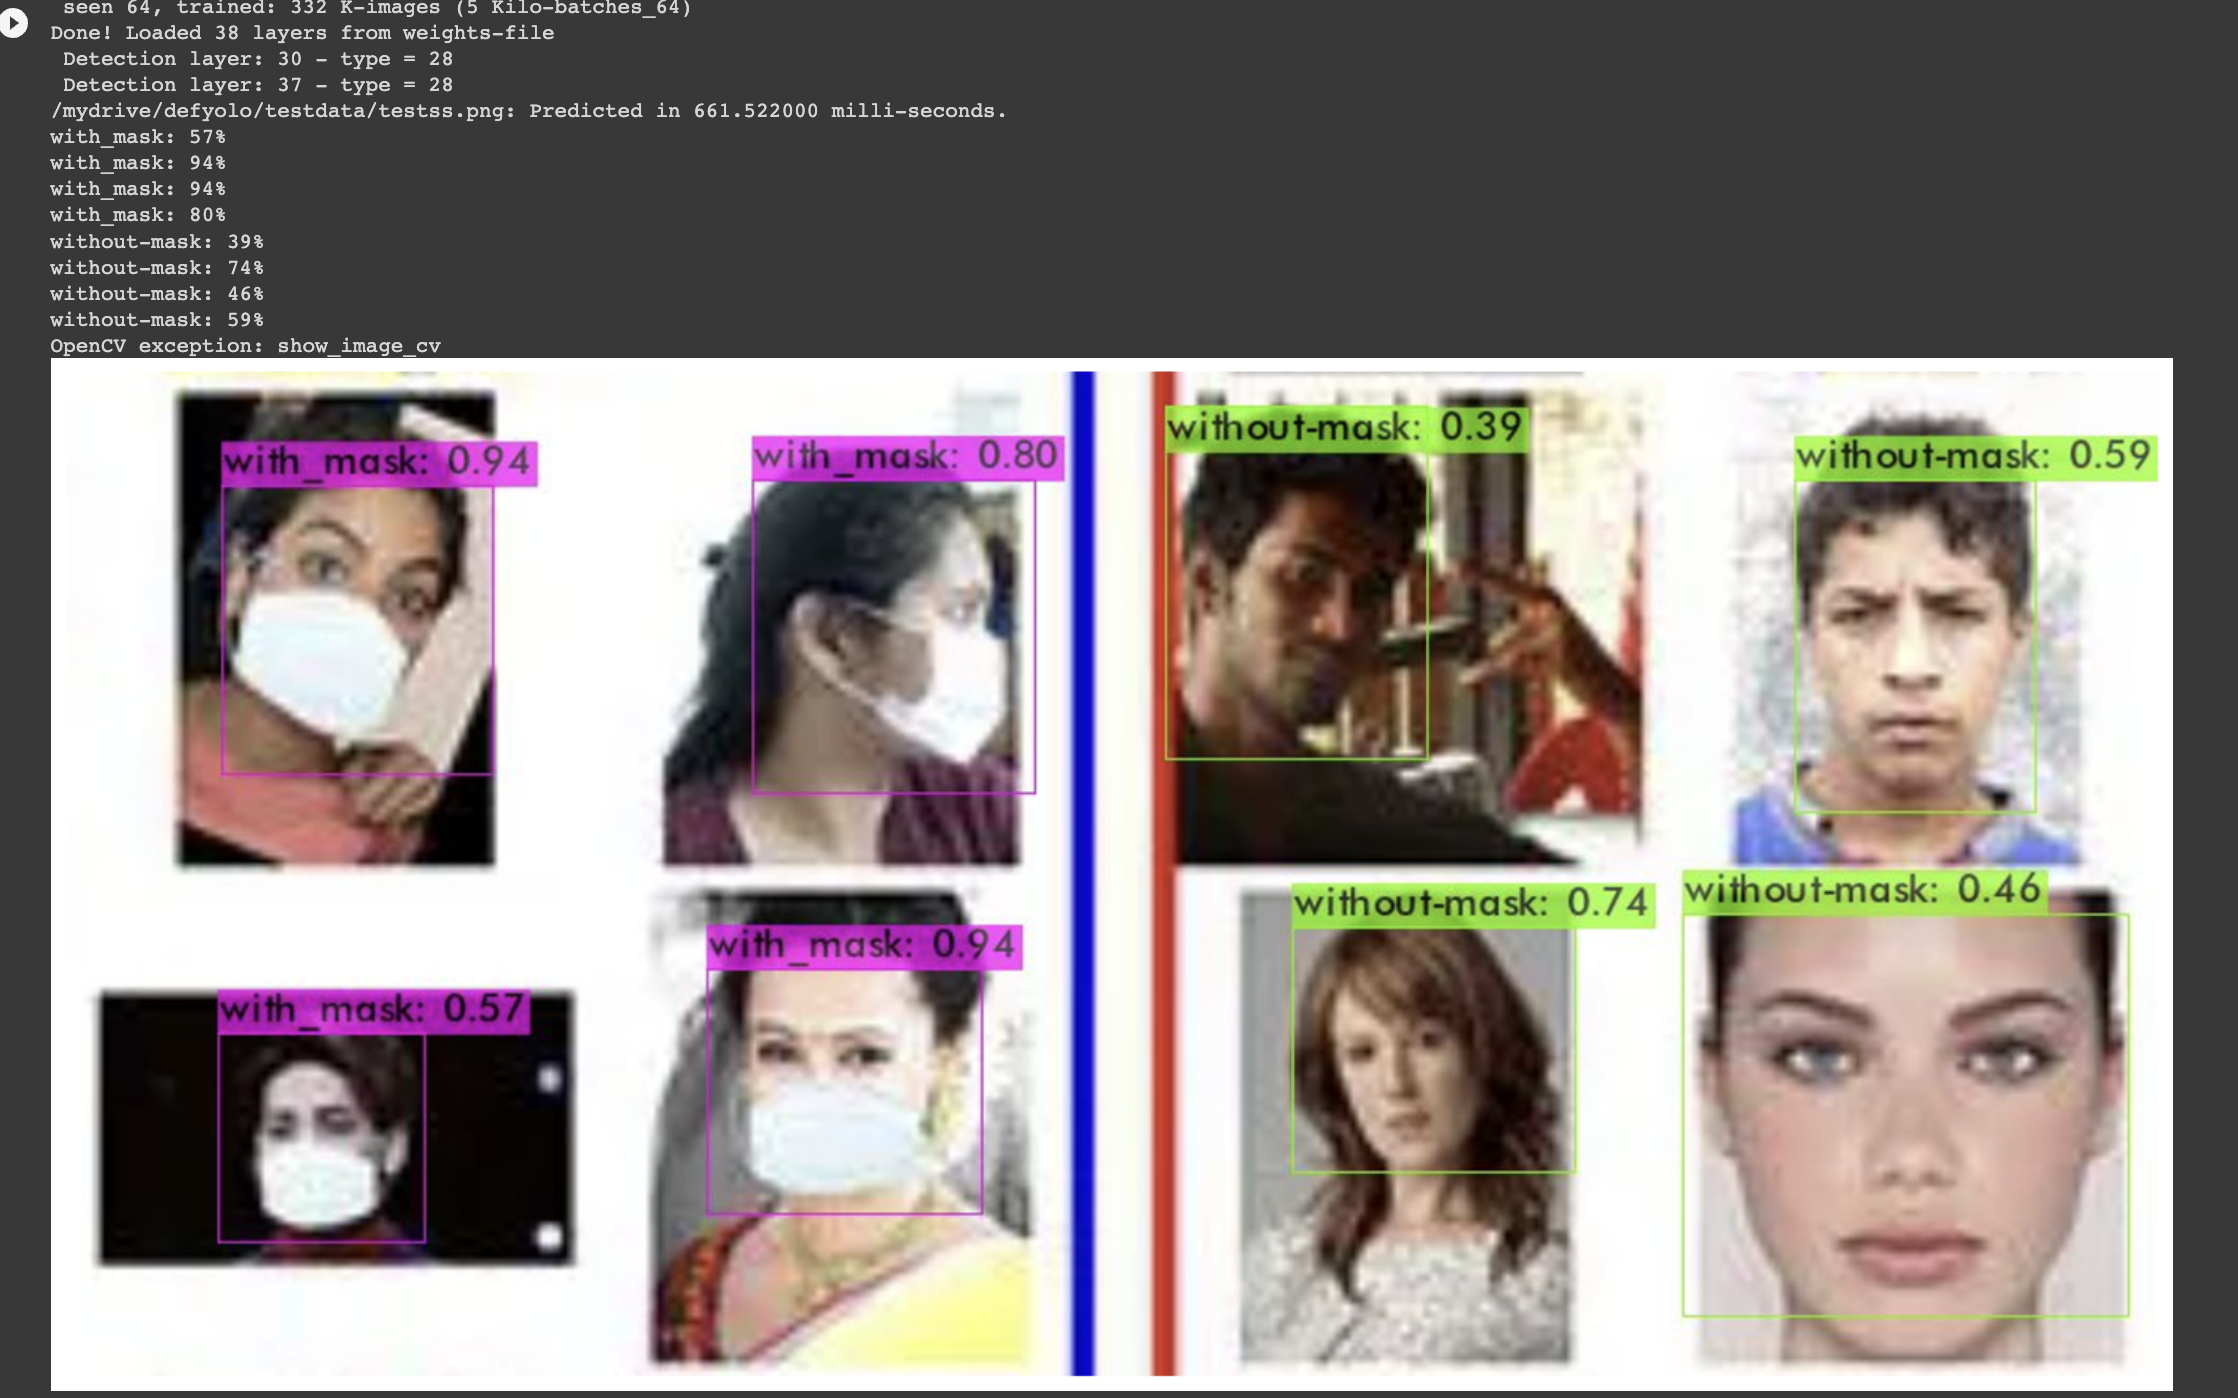 seen 64, trained: 332 K-images (5 Kilo-batches_64)
Done! Loaded 38 layers from weights-file
Detection layer: 30 - type = 28
Detection layer: 37 - type = 28
/mydrive/defyolo/testdata/testss.png: Predicted in 661.522000 milli-seconds.
with_mask: 57%
with_mask: 94%
with_mask: 94%
with_mask: 80%
without-mask: 39%
without-mask: 74%
without-mask: 46%
without-mask: 59%
OpenCV exception: show_image_cv
with_mask: 0.94
with_mask: 0.80
without-mask: 0.39
without-mask: 0.59
with_mask: 0.57
with_mask: 0.94
without-mask: 0.74
without-mask: 0.46